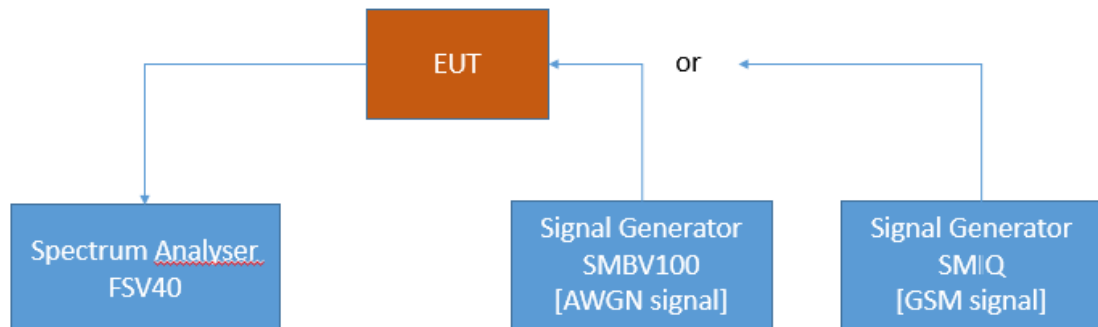 EUT
or
Spectrum Analyser
FSV40
Signal Generator
SMBV100
[AWGN signal]
Signal Generator
SMIQ
[GSM signal]